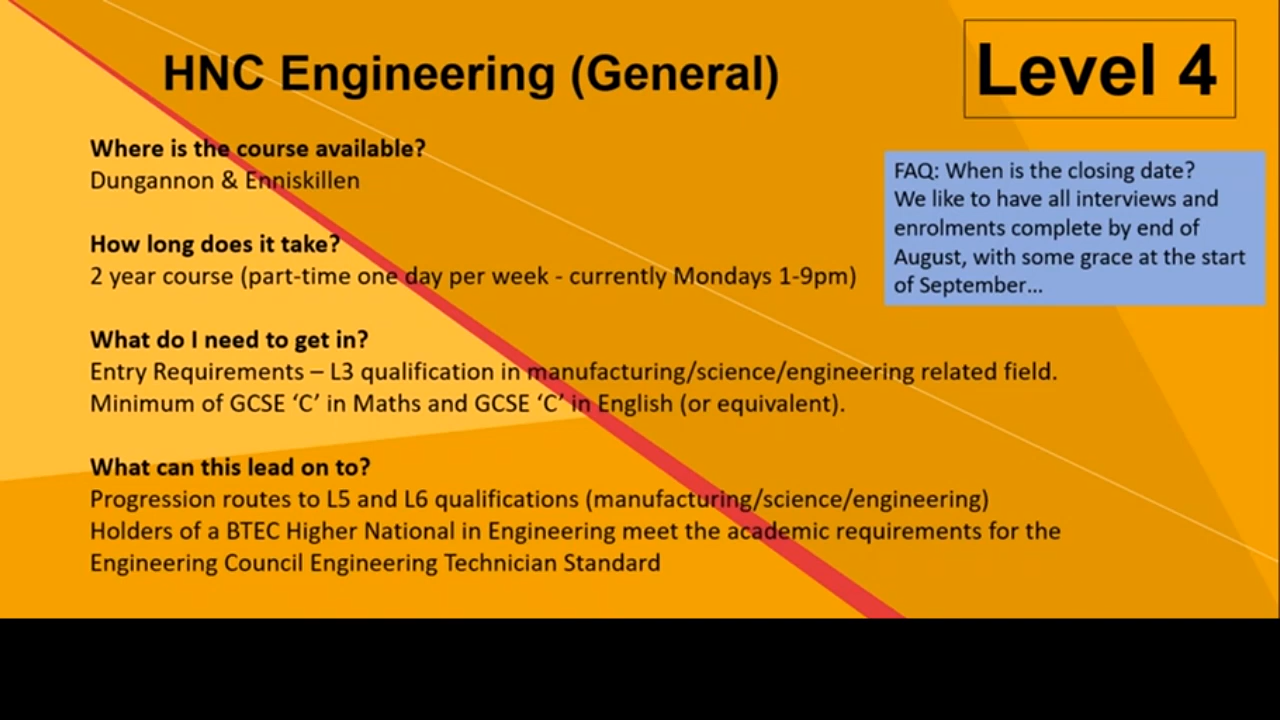 HNC Engineering (General)
Level 4
Where is the course available?
Dungannon & Enniskillen
How long does it take?
2 year course (part-time one day per week - currently Mondays 1-9pm)
What do I need to get in?
Entry Requirements – L3 qualification in manufacturing/science/engineering related field.
Minimum of GCSE ‘C’ in Maths and GCSE ‘C’ in English (or equivalent).
What can this lead on to?
Progression routes to L5 and L6 qualifications (manufacturing/science/engineering)
Holders of a BTEC Higher National in Engineering meet the academic requirements for the
Engineering Council Engineering Technician Standard
FAQ: When is the closing date?
We like to have all interviews and
enrolments complete by end of
August, with some grace at the start
of September...